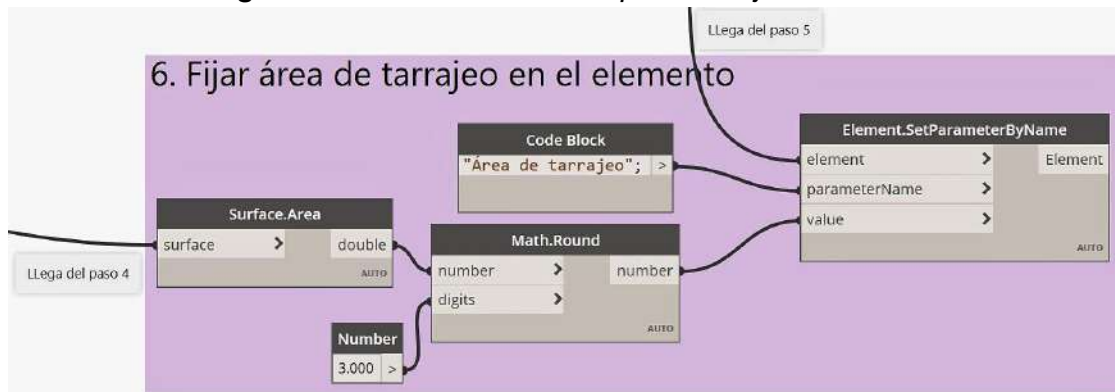 LLega del paso 5
6. Fijar área de tarrajeo en el elemento
Code Block
"Área de tarrajeo"; >
Element.SetParameterByName
element > Element
parameterName >
value >
AUTO
Surface.Area
surface > double
AUTO
LLega del paso 4
Math.Round
number > number
digits >
AUTO
Number
3.000 >